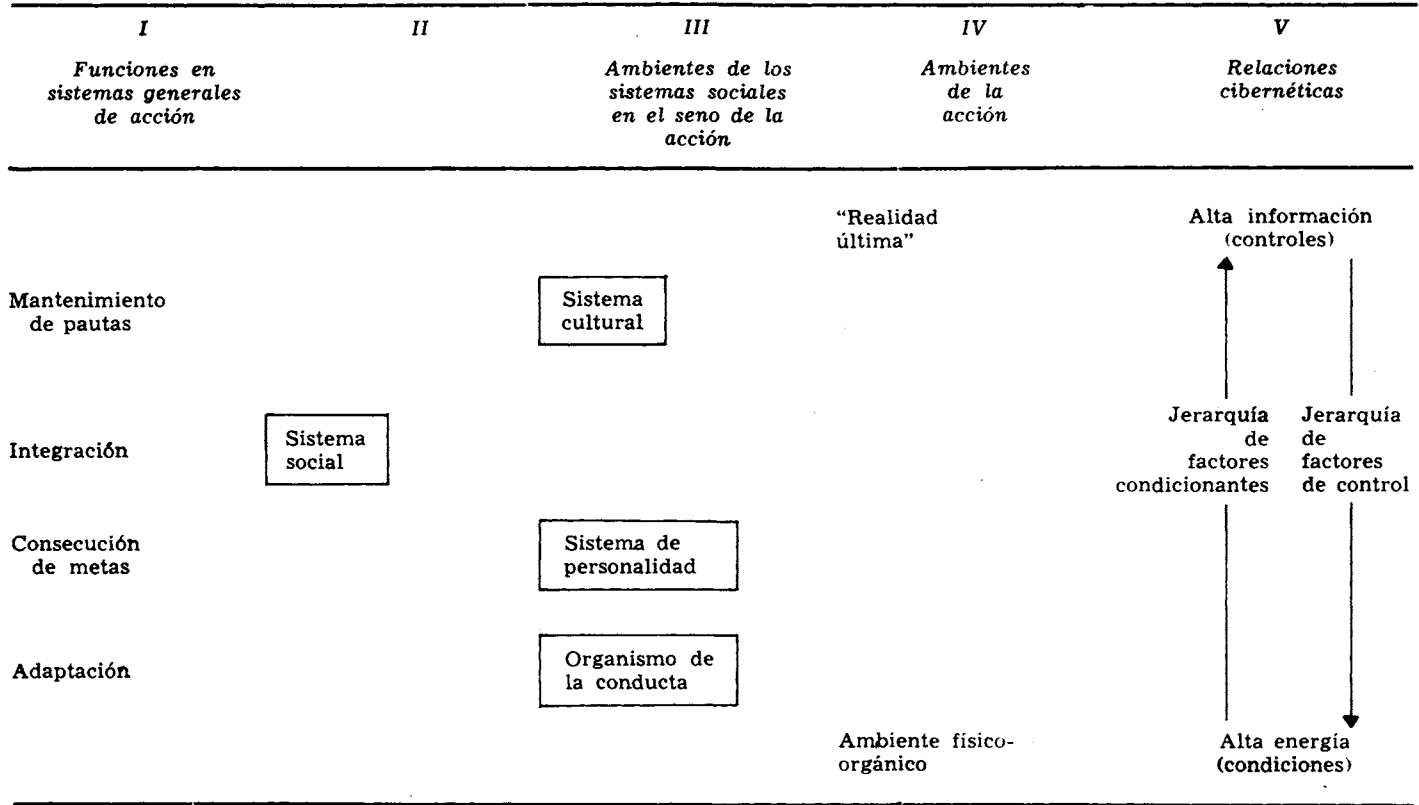 I II III IV V
Funciones en Ambientes de los Ambientes Relaciones
sistemas generales sistemas sociales de la cibernéticas
de acción en el seno de la acción
acción
“Realidad Alta información
última” (controles)
Mantenimiento Sistema
de pautas cultural
Jerarquía Jerarquía
Integración Sistema de de
social factores factores
condicionantes de control
Consecución Sistema de
de metas personalidad
Adaptación Organismo de
la conducta
Ambiente físico- Alta energía
orgánico (condiciones)